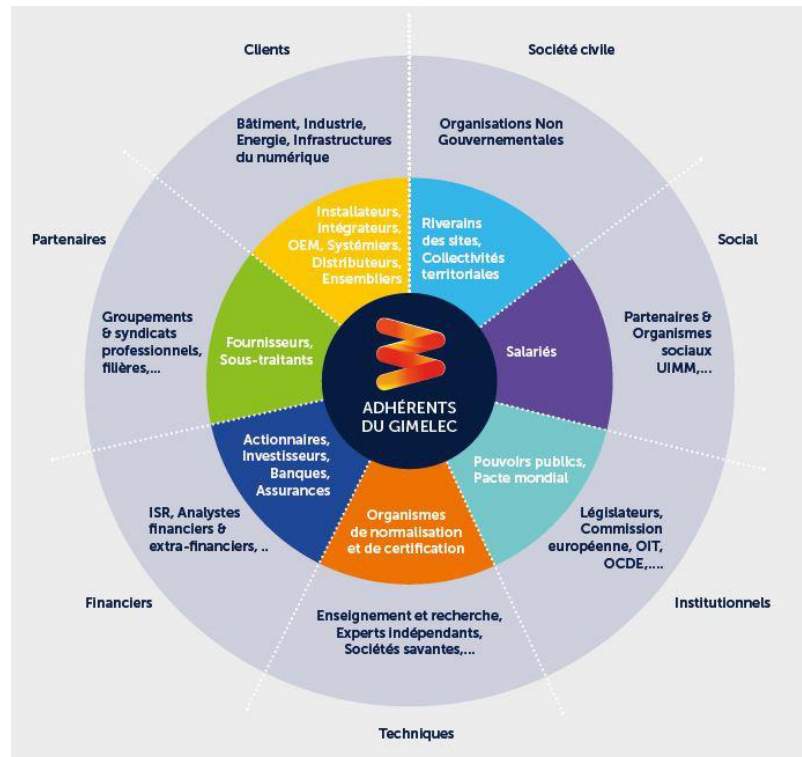 Clients
Société civile
Bâtiment, Industrie,
Energie, Infrastructures
du numérique
Organisations Non
Gouvernementales
Installateurs,
Intégrateurs,
OEM, Systémiers,
Distributeurs,
Ensembliers
Riverains
des sites,
Collectivités
territoriales
Partenaires
Social
Groupements
& syndicats
professionnels,
filières,...
Fournisseurs,
Sous-traitants
Salariés
Partenaires &
Organismes
sociaux
UIMM,...
ADHÉRENTS
DU GIMELEC
Actionnaires,
Investisseurs,
Banques,
Assurances
Pouvoirs publics,
Pacte mondial
ISR, Analystes
financiers &
extra-financiers, ..
Organismes
de normalisation
et de certification
Législateurs,
Commission
européenne, OIT,
OCDE,....
Financiers
Institutionnels
Enseignement et recherche,
Experts indépendants,
Sociétés savantes,...
Techniques